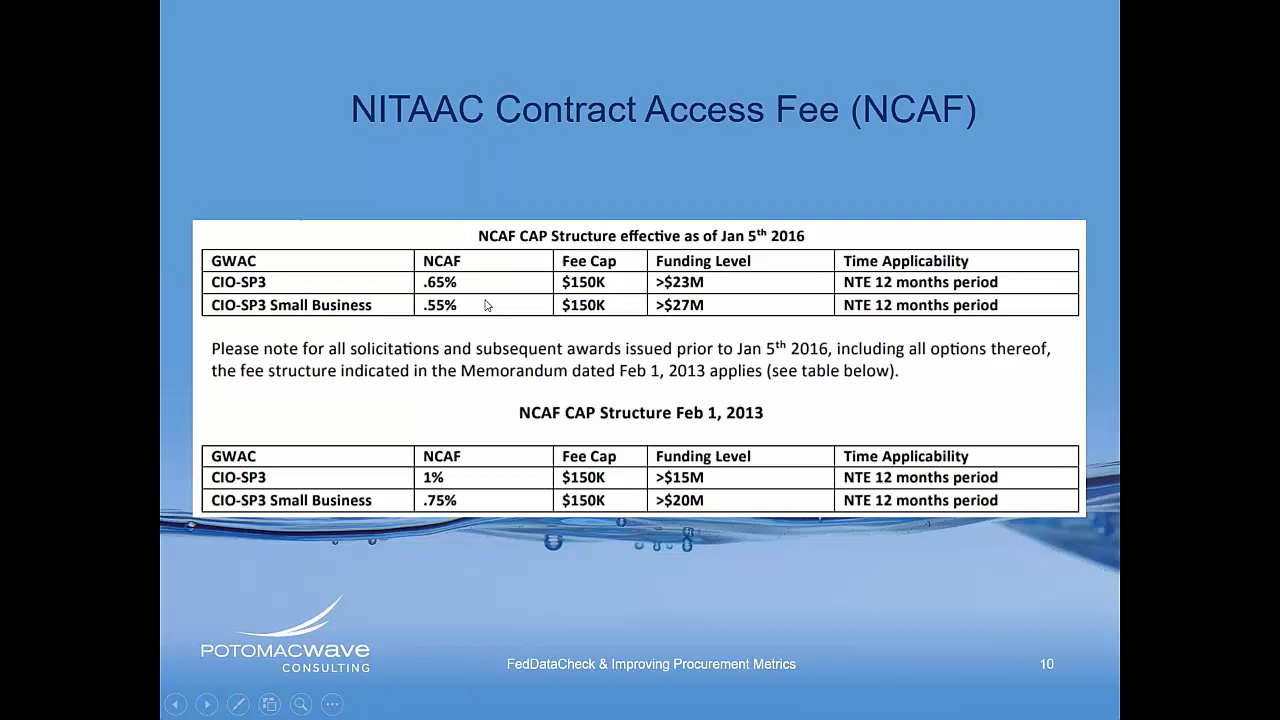 NITAAC Contract Access Fee (NCAF)
NCAF CAP Structure effective as of Jan 5th 2016
GWAC NCAF Fee Cap Funding Level Time Applicability
CIO-SP3 .65% $150K >$23M NTE 12 months period
CIO-SP3 Small Business .55% $150K >$27M NTE 12 months period
Please note for all solicitations and subsequent awards issued prior to Jan 5th 2016, including all options thereof,
the fee structure indicated in the Memorandum dated Feb 1, 2013 applies (see table below).
NCAF CAP Structure Feb 1, 2013
GWAC NCAF Fee Cap Funding Level Time Applicability
CIO-SP3 1% $150K >$15M NTE 12 months period
CIO-SP3 Small Business .75% $150K >$20M NTE 12 months period
POTOMACwave
CONSULTING
FedDataCheck & Improving Procurement Metrics
10